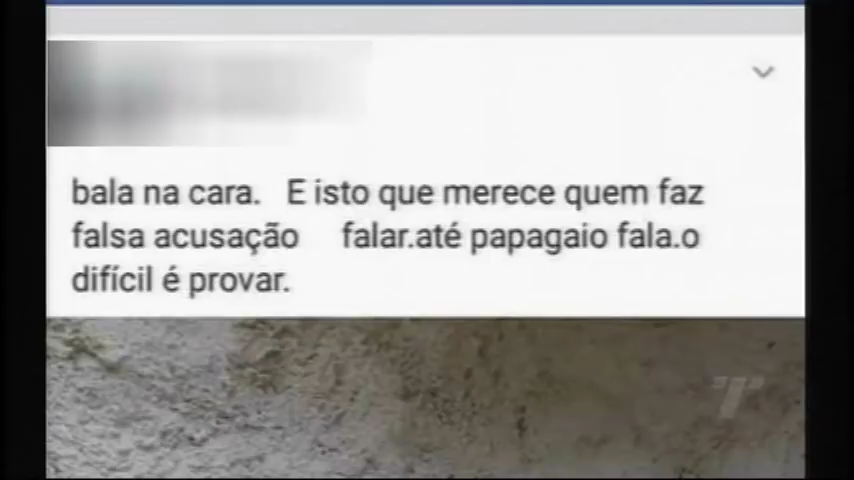 bala na cara. E isto que merece quem faz
falsa acusação falar.até papagaio fala.o
difícil é provar.